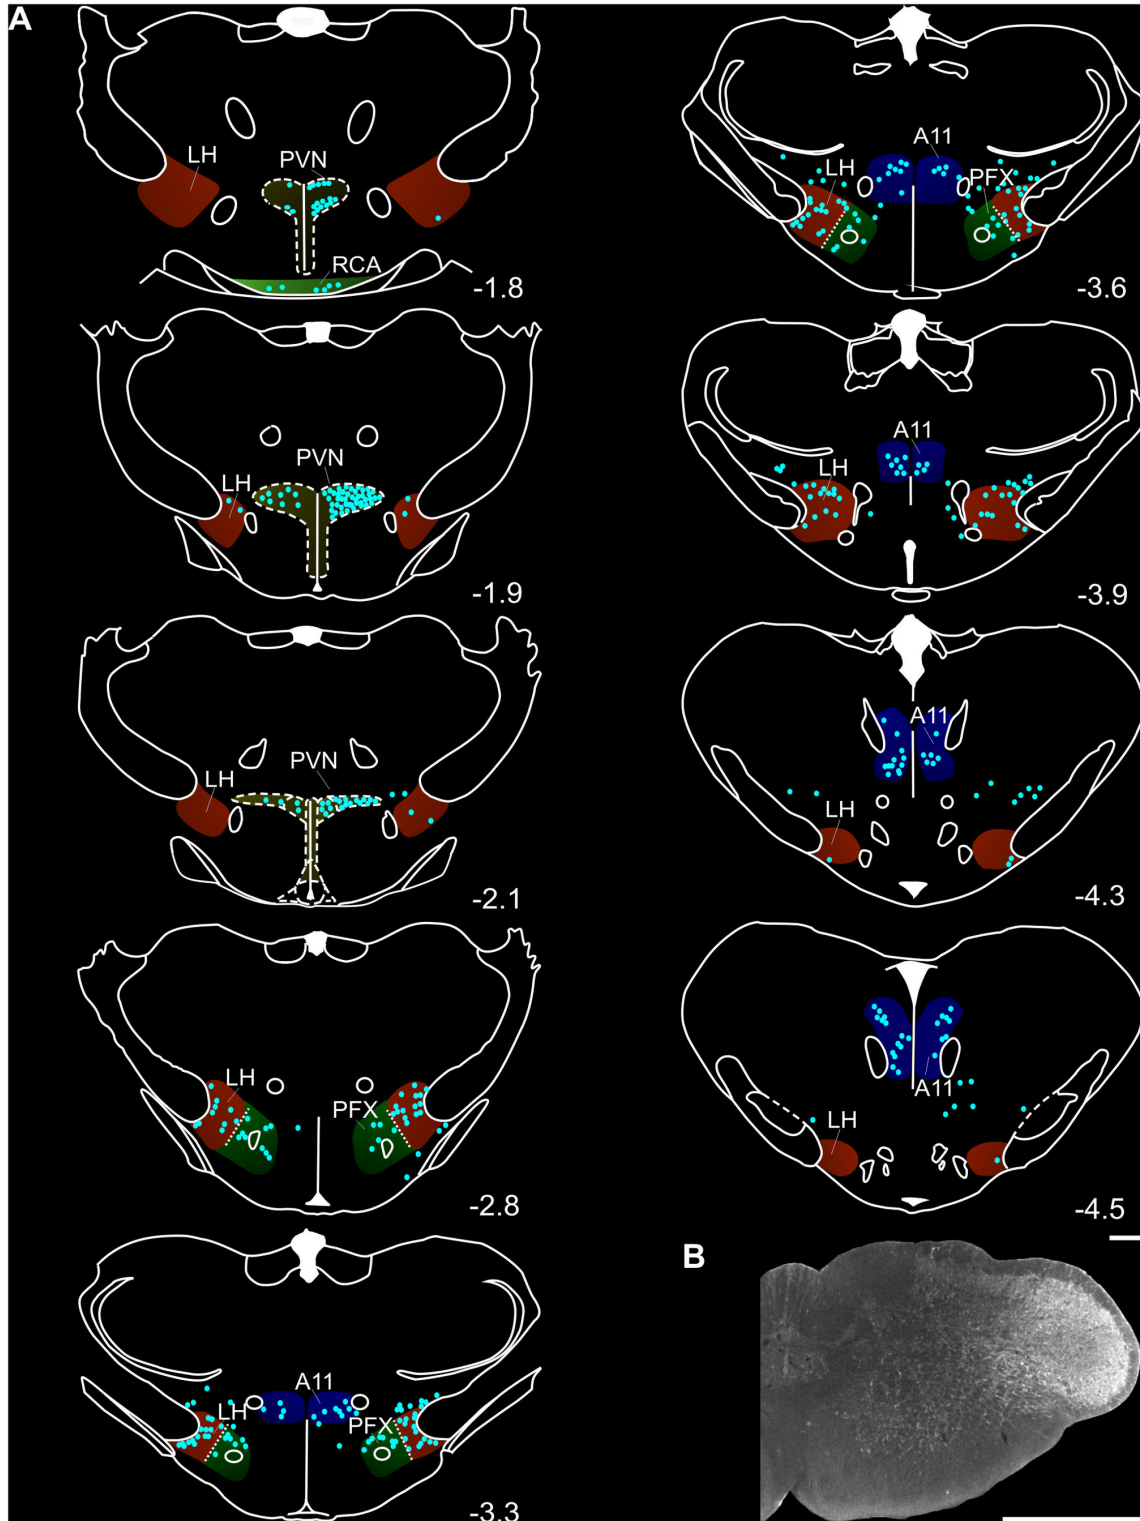 A
LH
PVN
RCA
-1.8
LH
PVN
-1.9
LH
PVN
-2.1
LH
PFX
-2.8
LH
A11
PFX
-3.3
LH
A11
PFX
-3.6
LH
A11
-3.9
A11
LH
-4.3
A11
LH
-4.5
B